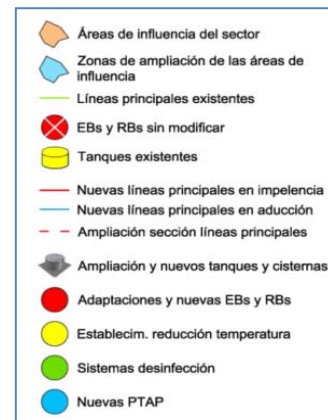 Áreas de influencia del sector
Zonas de ampliación de las áreas de
influencia
Líneas principales existentes
EBs y RBs sin modificar
Tanques existentes
Nuevas líneas principales en impelencia
Nuevas líneas principales en aducción
Ampliación sección líneas principales
Ampliación y nuevos tanques y cisternas
Adaptaciones y nuevas EBs y RBs
Establecim. reducción temperatura
Sistemas desinfección
Nuevas PTAP